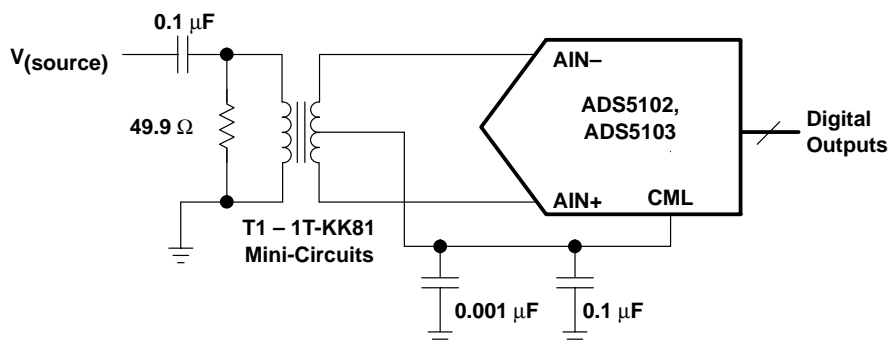 0.1 μF
V(source)
49.9 Ω
T1 – 1T-KK81
Mini-Circuits
AIN–
ADS5102,
ADS5103
AIN+
CML
Digital
Outputs
0.001 μF
0.1 μF